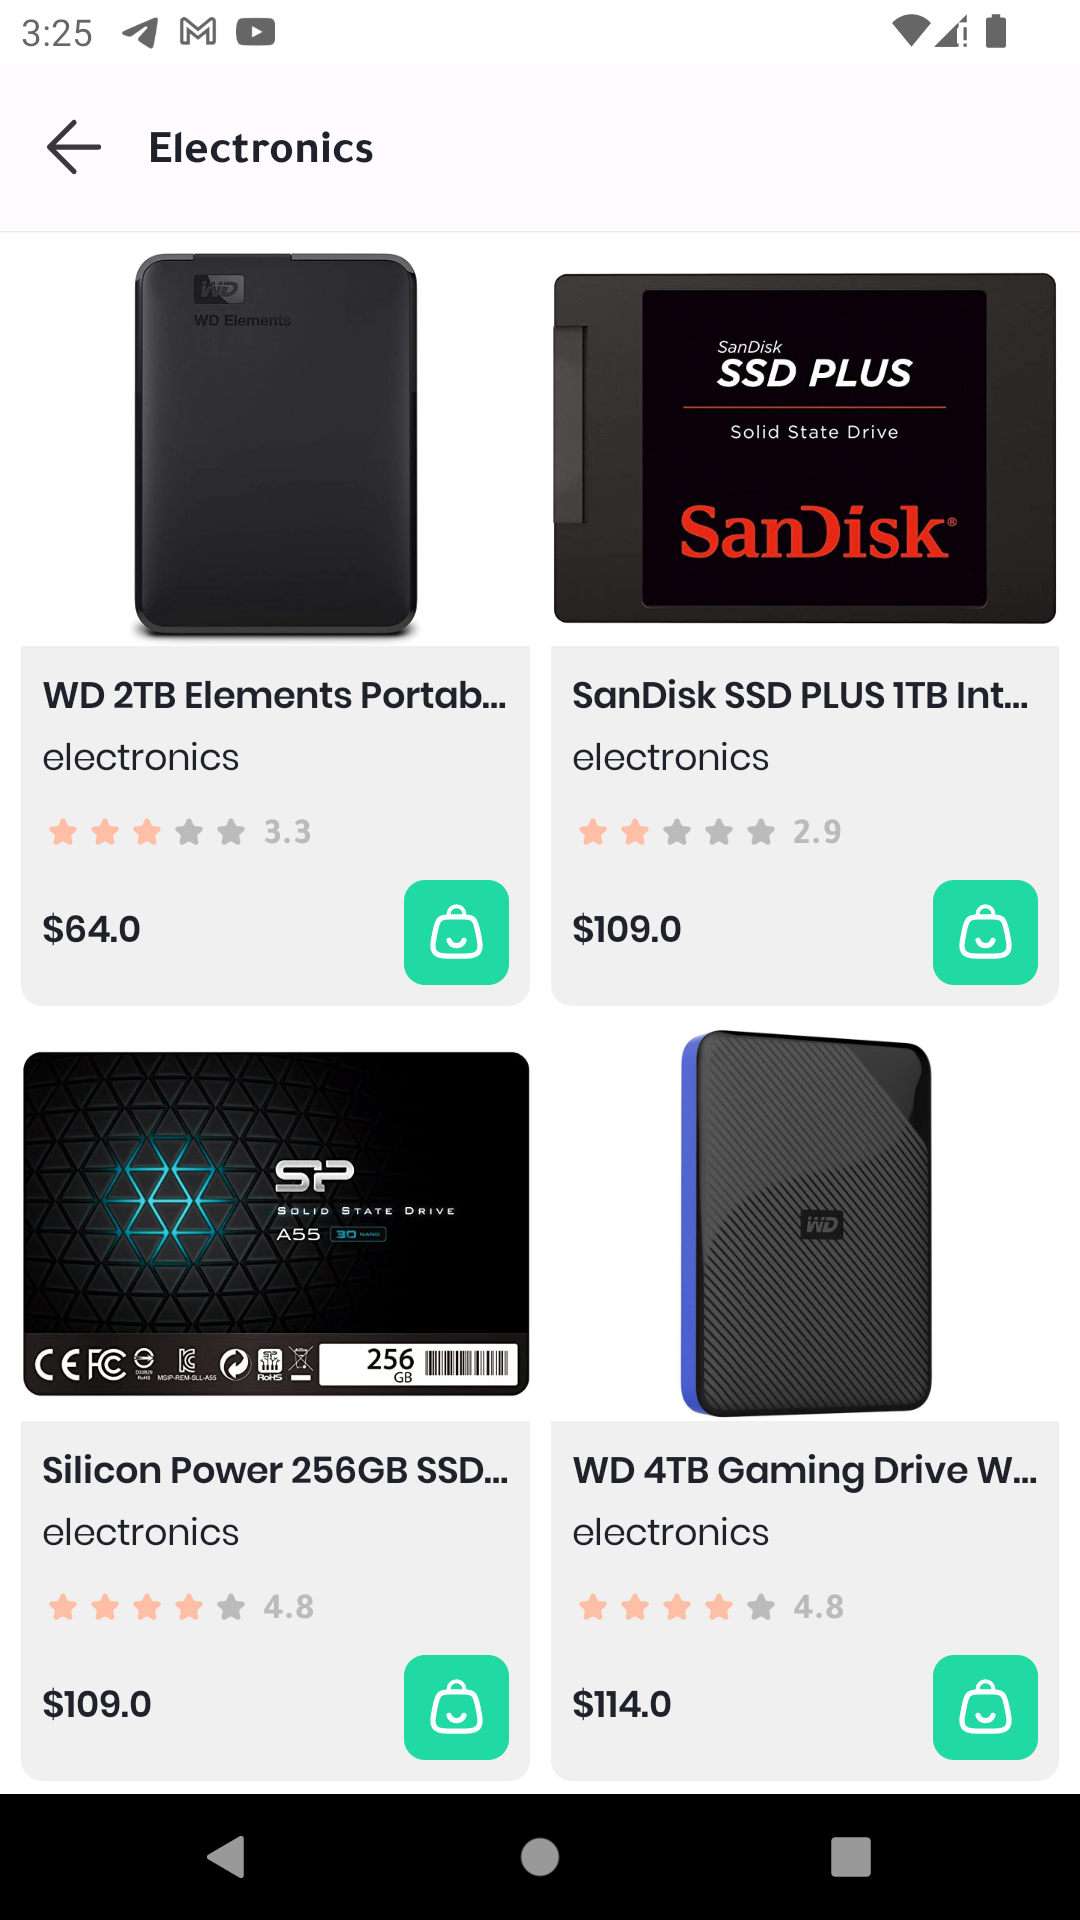 3:25
Electronics
WD
WD Elements
SanDisk
SSD PLUS
Solid State Drive
SanDisk®
WD 2TB Elements Portab...
electronics
3.3
$64.0
SanDisk SSD PLUS 1TB Int...
electronics
2.9
$109.0
SP
SOLID STATE DRIVE
A55 3D NAND
CE FC RoHS MSIP-REM-SLL-A55 RoHS
256
GB
WD
Silicon Power 256GB SSD...
electronics
4.8
$109.0
WD 4TB Gaming Drive W...
electronics
4.8
$114.0